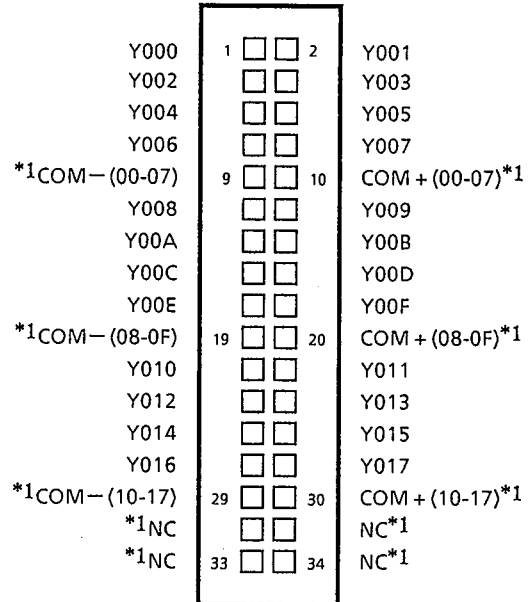 Y000 1 2 Y001
Y002 Y003
Y004 Y005
Y006 Y007
*1COM−(00-07) 9 10 COM+(00-07)*1
Y008 Y009
Y00A Y00B
Y00C Y00D
Y00E Y00F
*1COM−(08-0F) 19 20 COM+(08-0F)*1
Y010 Y011
Y012 Y013
Y014 Y015
Y016 Y017
*1COM−(10-17) 29 30 COM+(10-17)*1
*1NC NC*1
*1NC 33 34 NC*1